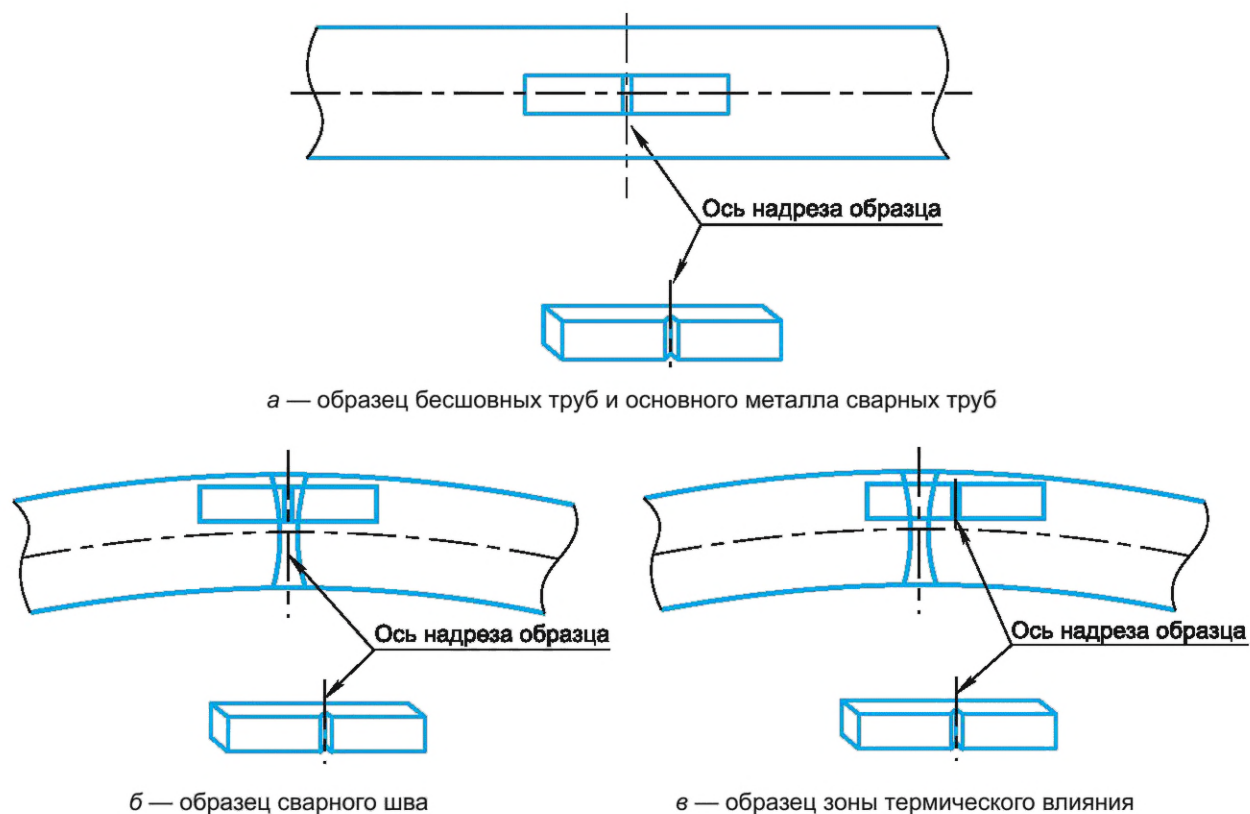 Ось надреза образца
а — образец бесшовных труб и основного металла сварных труб
Ось надреза образца
Ось надреза образца
б — образец сварного шва
в — образец зоны термического влияния